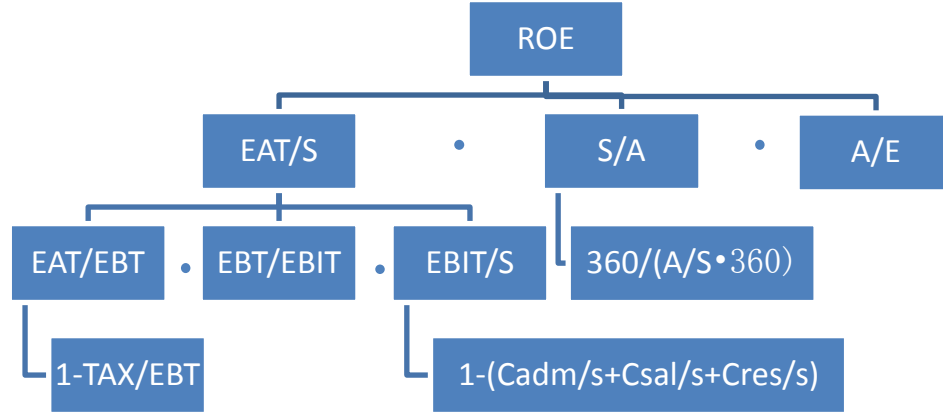 ROE
EAT/S • S/A • A/E
EAT/EBT • EBT/EBIT • EBIT/S 360/(A/S•360）
1-TAX/EBT 1-(Cadm/s+Csal/s+Cres/s)